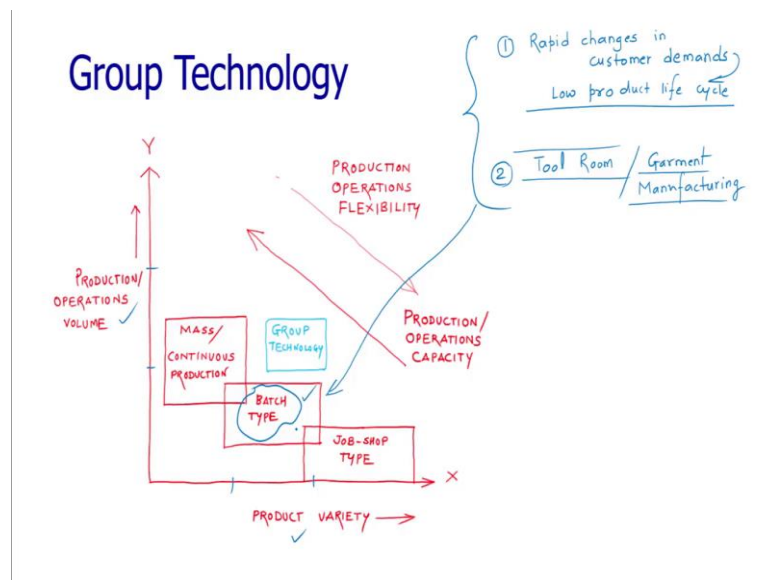 Group Technology
① Rapid changes in
customer demands
Low product life cycle
② Tool Room / Garment
Mannfacturing
Y
PRODUCTION
OPERATIONS
FLEXIBILITY
PRODUCTION/
OPERATIONS
VOLUME ✓
MASS/
CONTINUOUS
PRODUCTION
GROUP
TECHNOLOGY
PRODUCTION/
OPERATIONS
CAPACITY
BATCH
TYPE
✓
JOB-SHOP
TYPE
X
PRODUCT VARIETY
✓